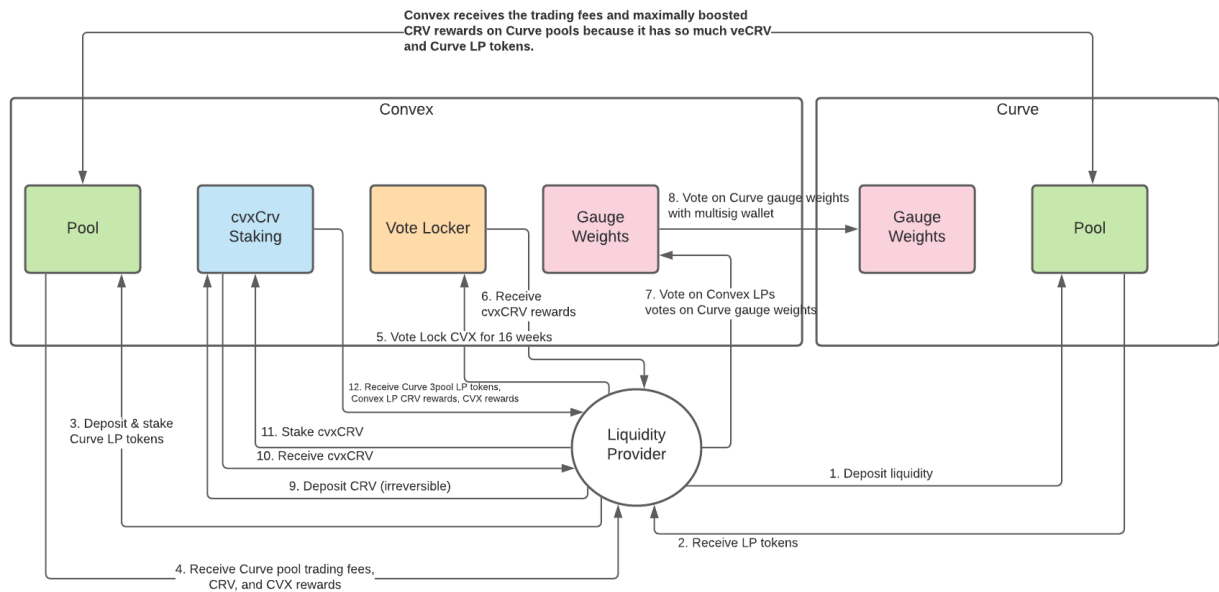 Convex receives the trading fees and maximally boosted
CRV rewards on Curve pools because it has so much veCRV
and Curve LP tokens.
Convex
Curve
Pool
cvxCrv
Staking
Vote Locker
Gauge
Weights
8. Vote on Curve gauge weights
with multisig wallet
Gauge
Weights
Pool
6. Receive
cvxCRV rewards
7. Vote on Convex LPs
votes on Curve gauge weights
5. Vote Lock CVX for 16 weeks
12. Receive Curve 3pool LP tokens,
Convex LP CRV rewards, CVX rewards
3. Deposit & stake
Curve LP tokens
11. Stake cvxCRV
Liquidity
Provider
10. Receive cvxCRV
9. Deposit CRV (irreversible)
1. Deposit liquidity
2. Receive LP tokens
4. Receive Curve pool trading fees,
CRV, and CVX rewards